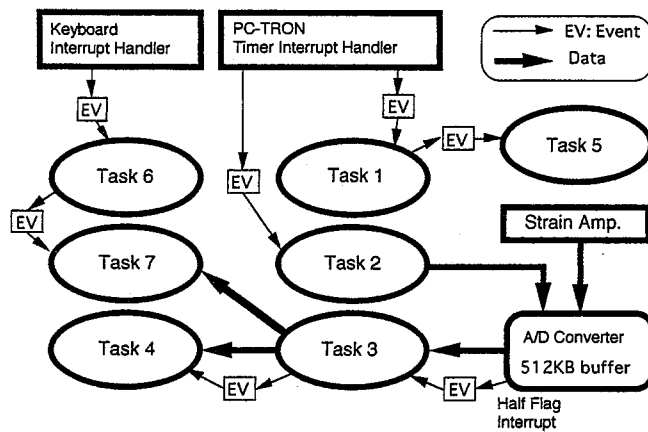 Keyboard
Interrupt Handler
PC-TRON
Timer Interrupt Handler
EV: Event
Data
EV
EV
EV
Task 5
Task 6
Task 1
EV
EV
Strain Amp.
Task 7
Task 2
A/D Converter
512KB buffer
Task 4
Task 3
EV
EV
Half Flag
Interrupt